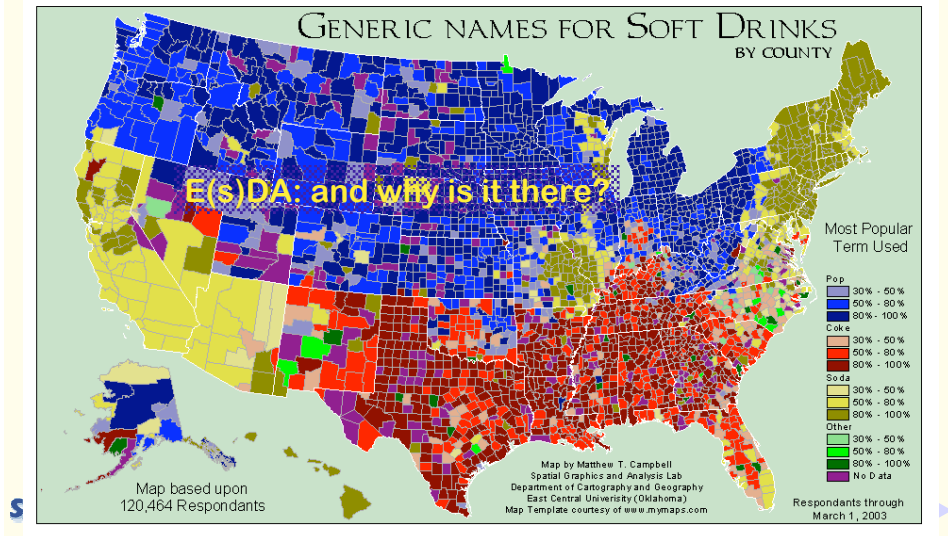 GENERIC NAMES FOR SOFT DRINKS
BY COUNTY
E(s)DA: and why is it there?
Most Popular
Term Used
Pop
30% - 50%
50% - 80%
80% - 100%
Coke
30% - 50%
50% - 80%
80% - 100%
Soda
30% - 50%
50% - 80%
80% - 100%
Other
30% - 50%
50% - 80%
80% - 100%
No Data
Map by Matthew T. Campbell
Spatial Graphics and Analysis Lab
Department of Cartography and Geography
East Central Univerisity (Oklahoma)
Map Template courtesy of www.mymaps.com
Map based upon
120,464 Respondants
Respondants through
March 1, 2003
s